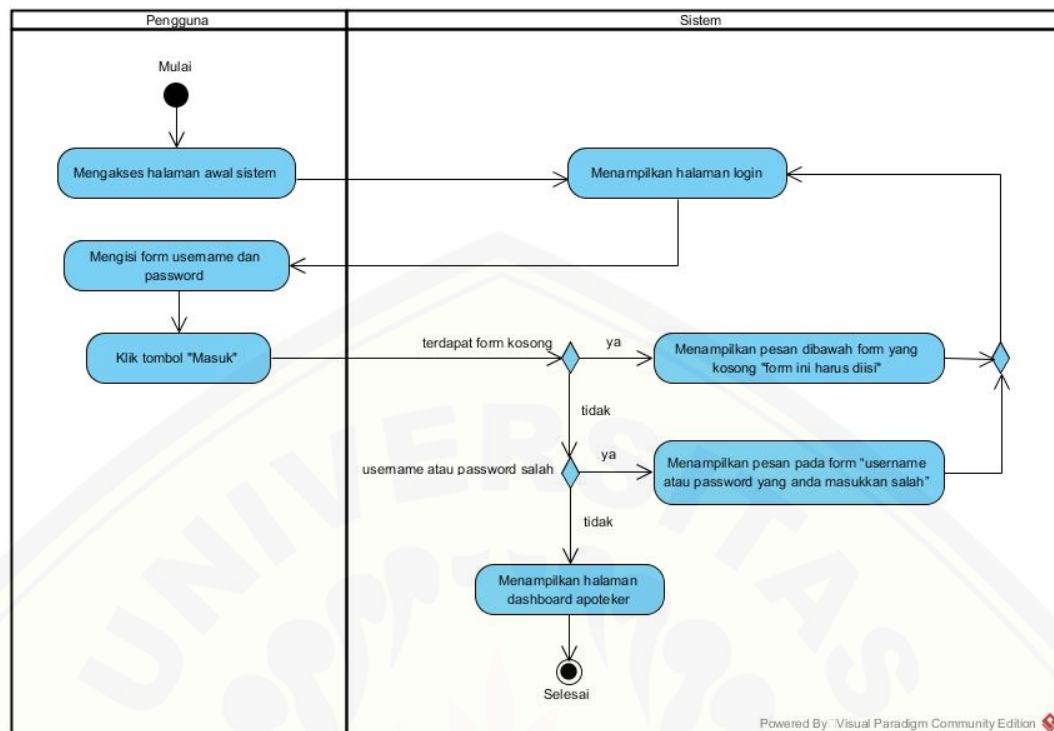 Pengguna
Sistem
Mulai
Mengakses halaman awal sistem
Menampilkan halaman login
Mengisi form username dan
password
Klik tombol "Masuk"
terdapat form kosong
ya
Menampilkan pesan dibawah form yang
kosong "form ini harus diisi"
tidak
username atau password salah
ya
Menampilkan pesan pada form “username
atau password yang anda masukkan salah”
tidak
Menampilkan halaman
dashboard apoteker
Selesai
UNIVERSITAS
Powered By Visual Paradigm Community Edition